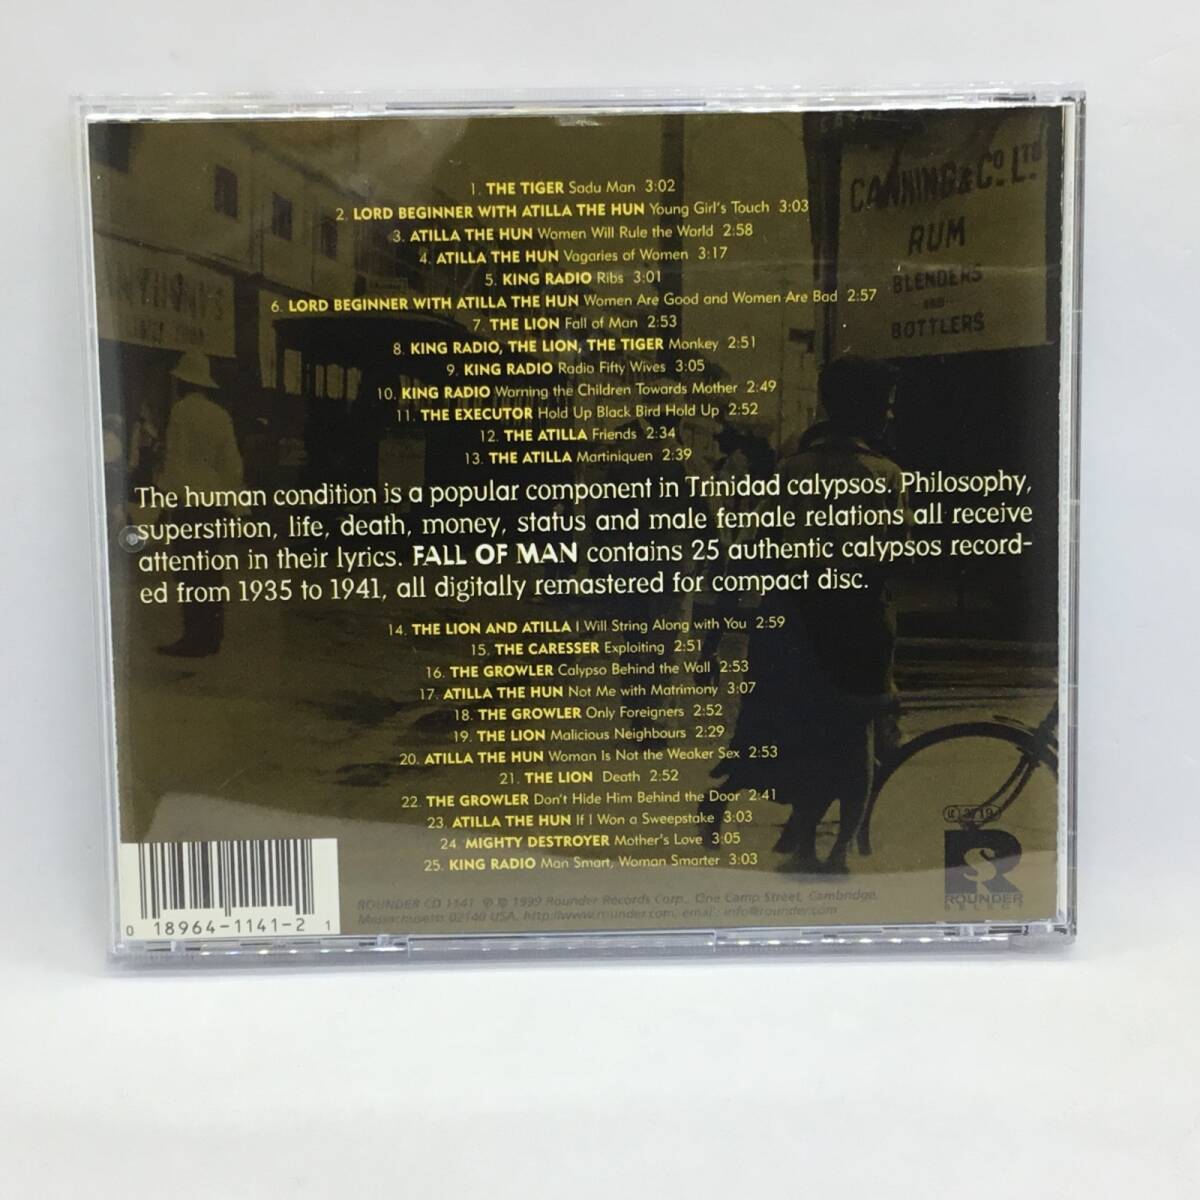 CANNING & CO. LTD.
RUM
BLENDERS
AND
BOTTLERS
1. THE TIGER Sadu Man 3:02
2. LORD BEGINNER WITH ATILLA THE HUN Young Girl's Touch 3:03
3. ATILLA THE HUN Women Will Rule the World 2:58
4. ATILLA THE HUN Vagaries of Women 3:17
5. KING RADIO Ribs 3:01
6. LORD BEGINNER WITH ATILLA THE HUN Women Are Good and Women Are Bad 2:57
7. THE LION Fall of Man 2:53
8. KING RADIO, THE LION, THE TIGER Monkey 2:51
9. KING RADIO Radio Fifty Wives 3:05
10. KING RADIO Warning the Children Towards Mother 2:49
11. THE EXECUTOR Hold Up Black Bird Hold Up 2:52
12. THE ATILLA Friends 2:34
13. THE ATILLA Martiniquen 2:39
The human condition is a popular component in Trinidad calypsos. Philosophy,
superstition, life, death, money, status and male female relations all receive
attention in their lyrics. FALL OF MAN contains 25 authentic calypsos record-
ed from 1935 to 1941, all digitally remastered for compact disc.
14. THE LION AND ATILLA I Will String Along with You 2:59
15. THE CARESSER Exploiting 2:51
16. THE GROWLER Calypso Behind the Wall 2:53
17. ATILLA THE HUN Not Me with Matrimony 3:07
18. THE GROWLER Only Foreigners 2:52
19. THE LION Malicious Neighbours 2:29
20. ATILLA THE HUN Woman Is Not the Weaker Sex 2:53
21. THE LION Death 2:52
22. THE GROWLER Don't Hide Him Behind the Door 2:41
23. ATILLA THE HUN If I Won a Sweepstake 3:03
24. MIGHTY DESTROYER Mother's Love 3:05
25. KING RADIO Man Smart, Woman Smarter 3:03
ROUNDER CD 1141 ℗ © 1999 Rounder Records Corp., One Camp Street, Cambridge,
Massachusetts 02140 USA. http://www.rounder.com, email: info@rounder.com
0 18964-1141-2 1
R
S
ROUNDER
SELECT